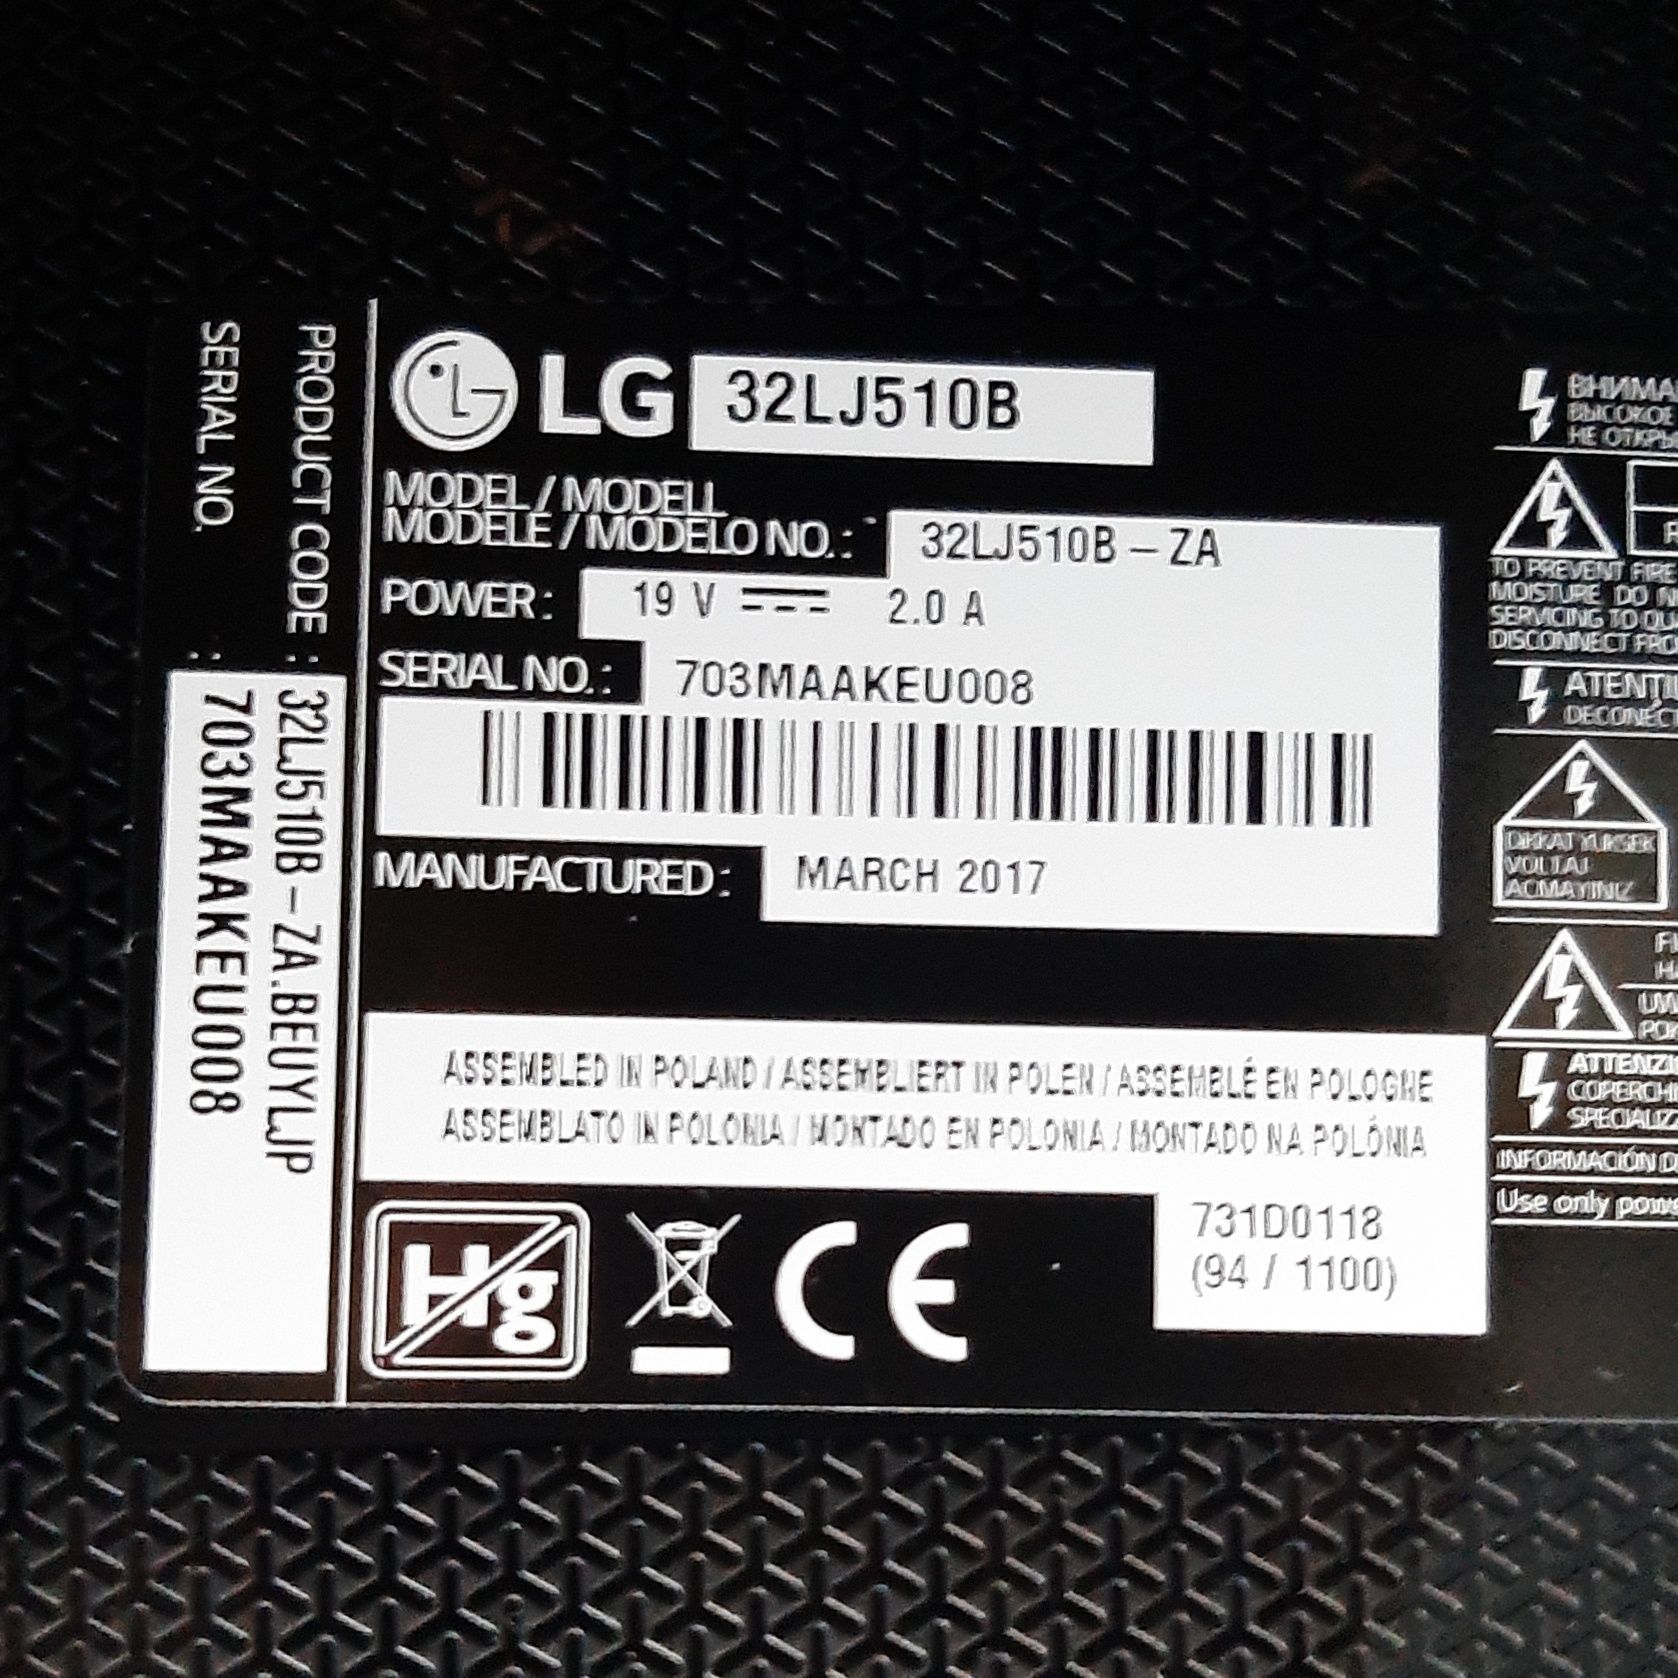 SERIAL NO. : 703MAAKEU008
PRODUCT CODE : 32LJ510B-ZA.BEUYLJP
LG 32LJ510B
MODEL / MODELL
MODELE / MODELO NO. : 32LJ510B-ZA
POWER : 19 V 2.0 A
SERIAL NO. : 703MAAKEU008
MANUFACTURED : MARCH 2017
ASSEMBLED IN POLAND / ASSEMBLIERT IN POLEN / ASSEMBLÉ EN POLOGNE
ASSEMBLATO IN POLONIA / MONTADO EN POLONIA / MONTADO NA POLÓNIA
Hg
CE
731D0118
(94 / 1100)
ВНИМА
ВЫСОКОЕ
НЕ ОТКРЫ
TO PREVENT FIRE
MOISTURE. DO N
SERVICING TO QU
DISCONNECT FRO
ATENŢIU
DECONECT
DIKKAT YUKSEK
VOLTAJ
ACMAYINIZ
UW
ATTENZIO
COPERCHI
SPECIALIZ
INFORMACIÓN D
Use only powe